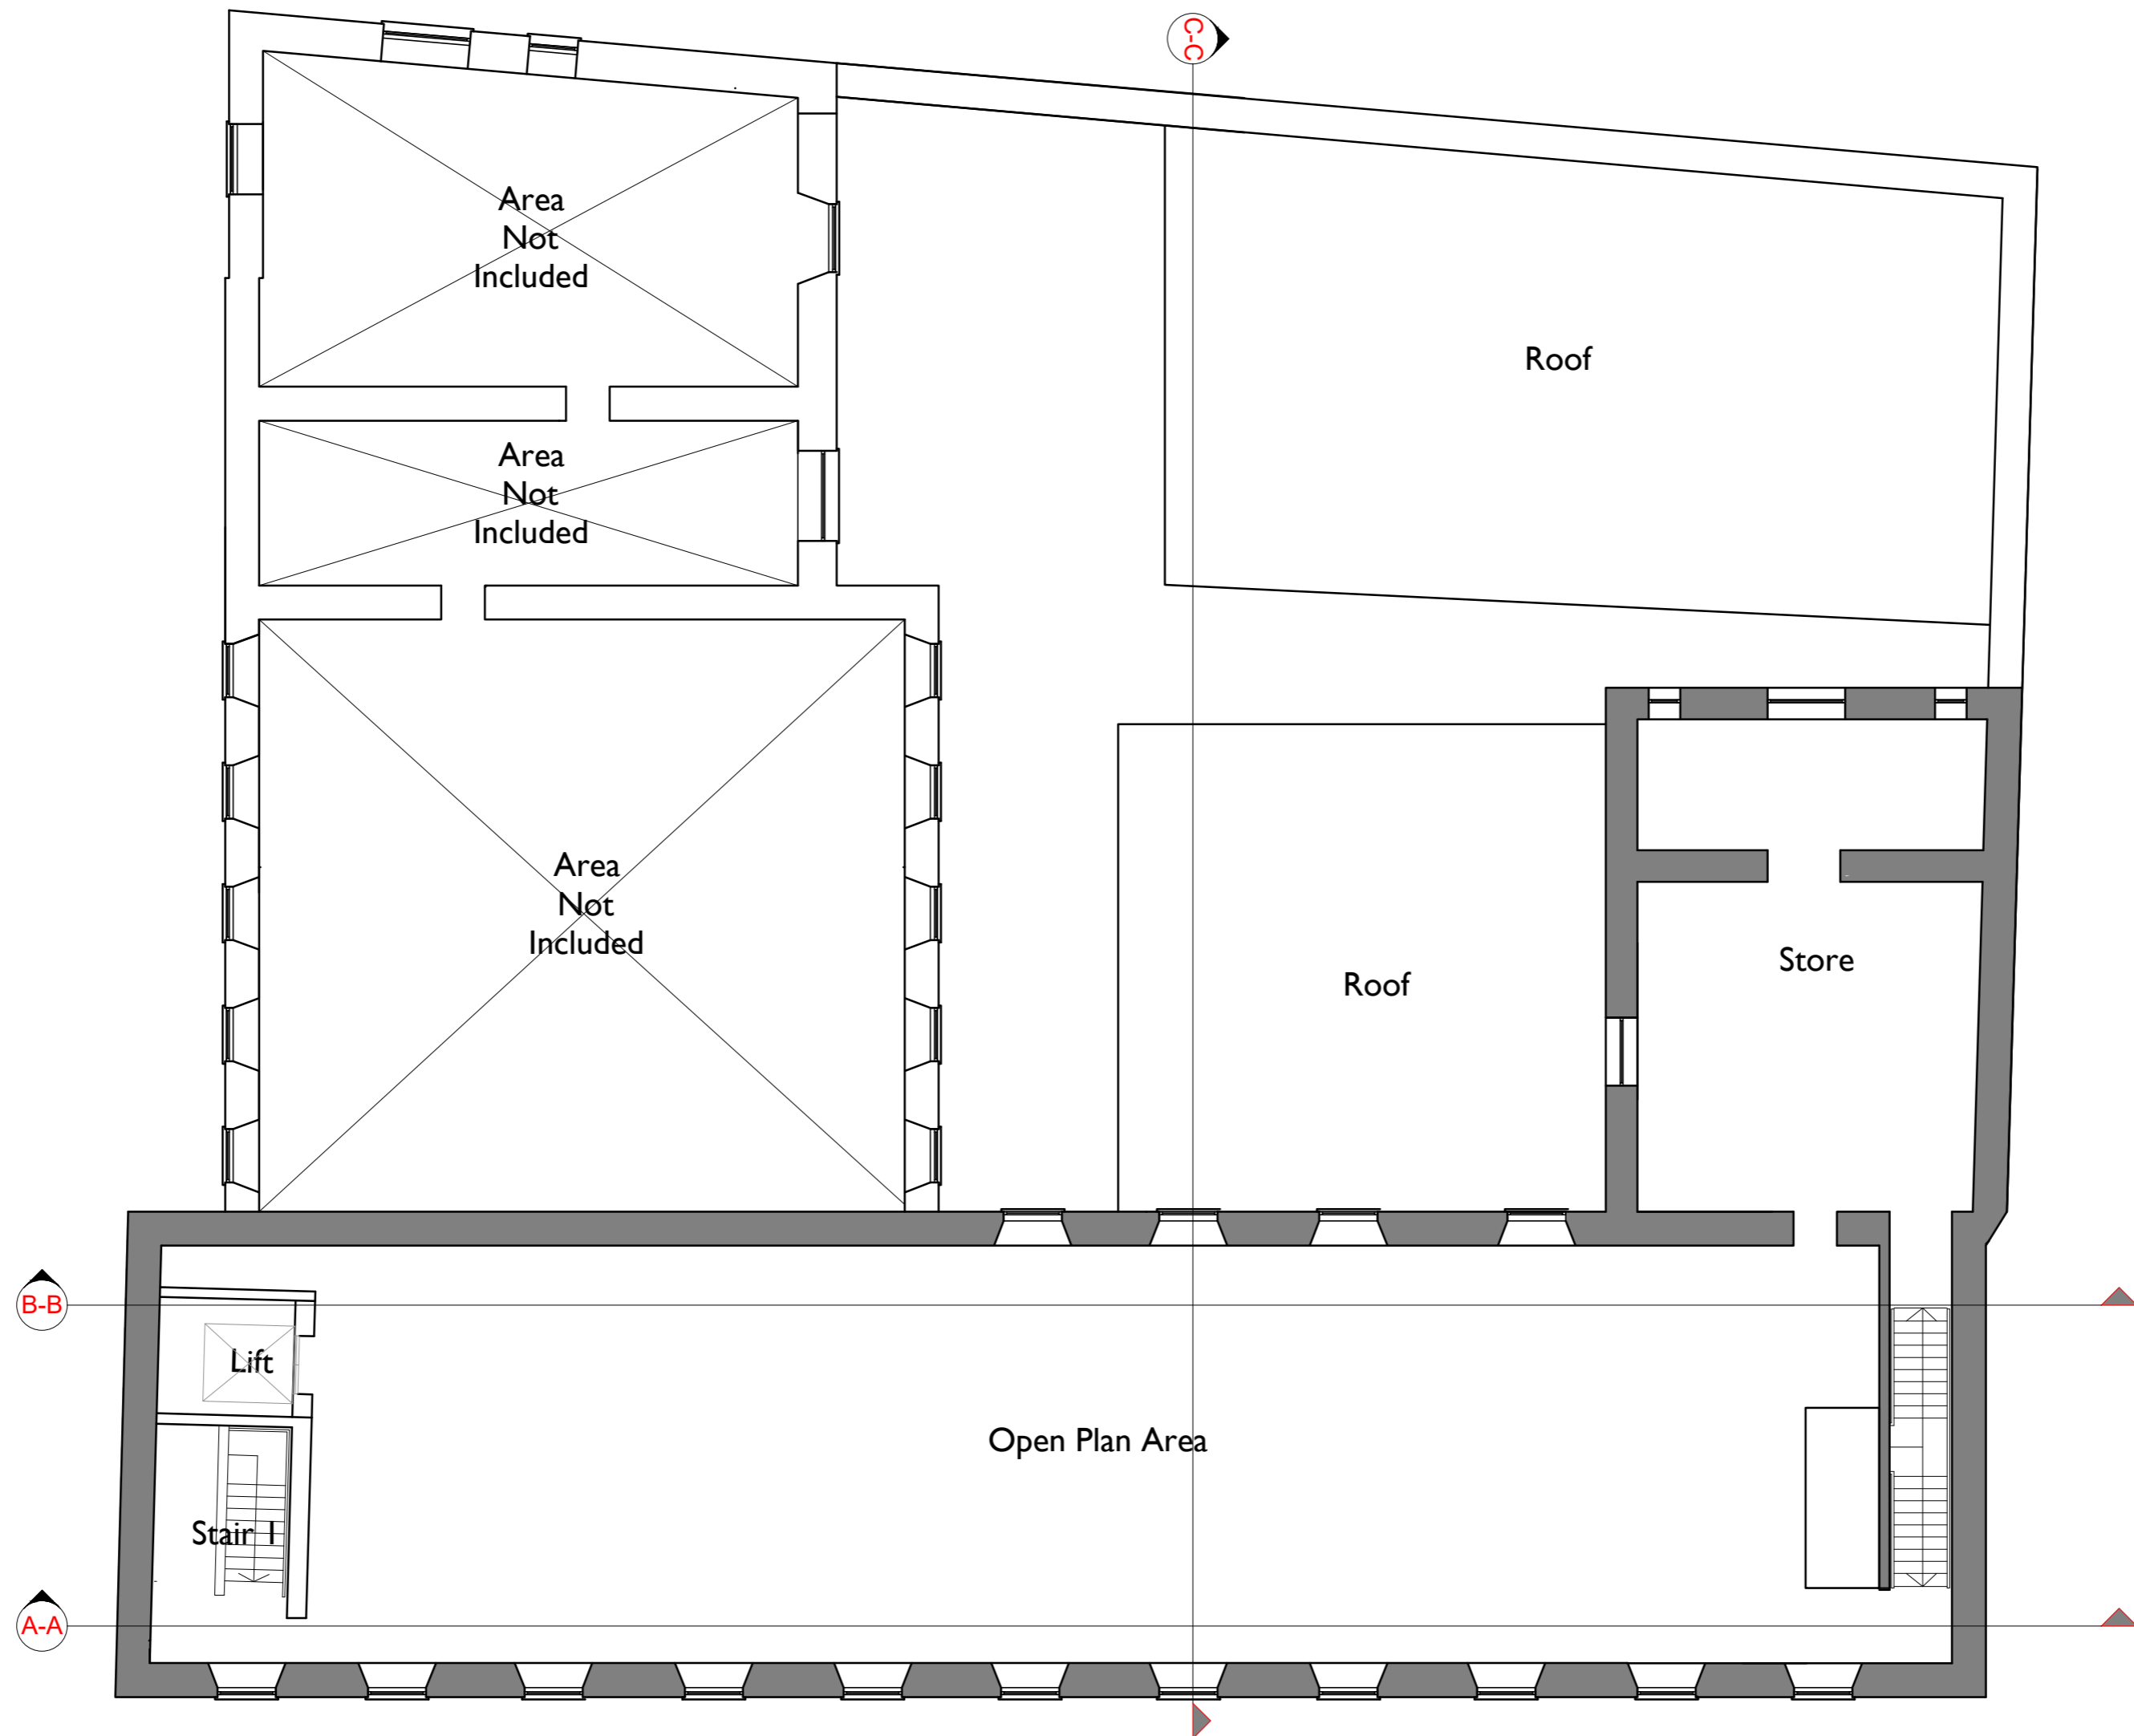 C-C
Area
Not
Included
Roof
Area
Not
Included
Area
Not
Included
Roof
Store
B-B
Lift
Open Plan Area
Stair 1
A-A